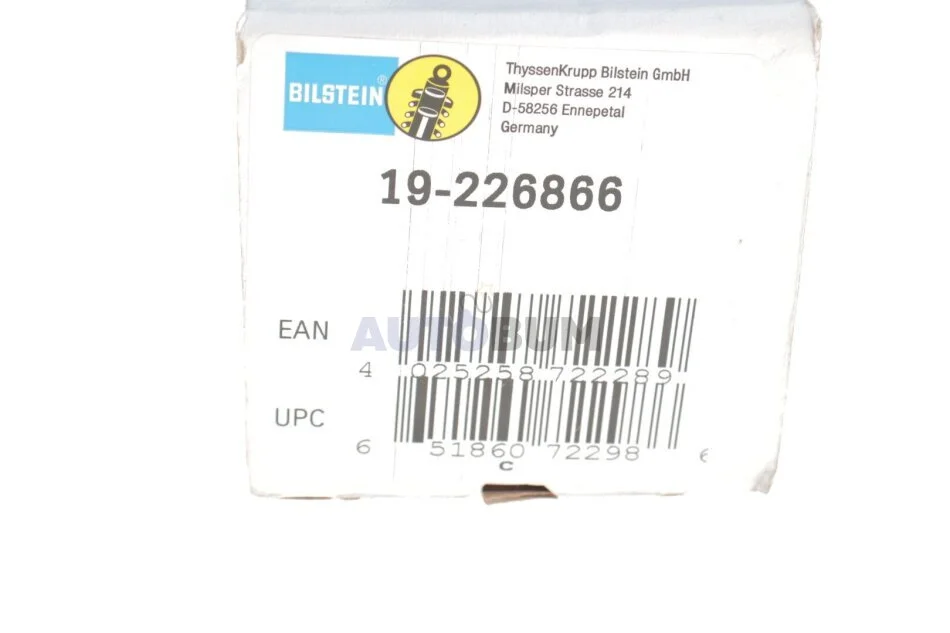 BILSTEIN®
ThyssenKrupp Bilstein GmbH
Milsper Strasse 214
D-58256 Ennepetal
Germany
19-226866
EAN
AUTOBUM
4 025258 722289
UPC
6 51860 72298 6
C